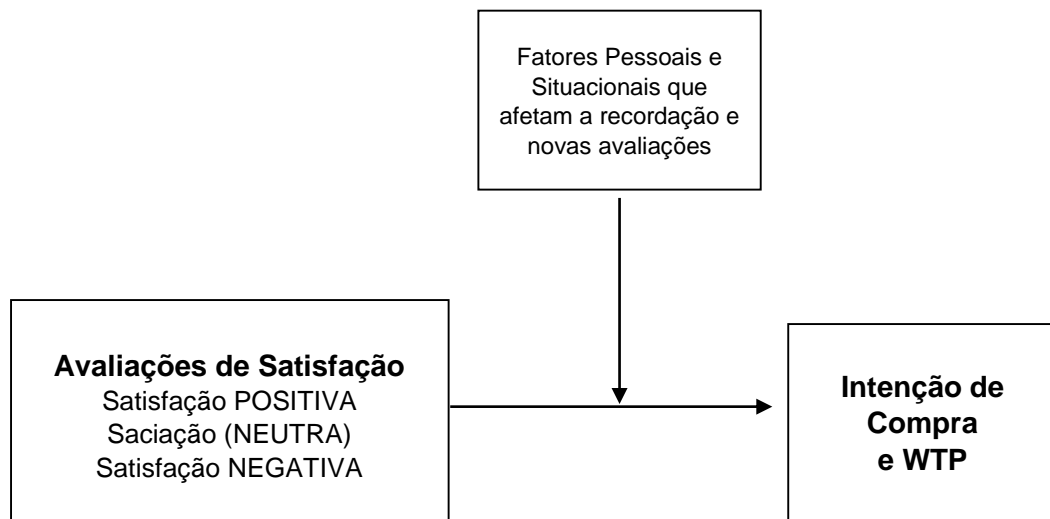 Fatores Pessoais e
Situacionais que
afetam a recordação e
novas avaliações
Avaliações de Satisfação
Satisfação POSITIVA
Saciação (NEUTRA)
Satisfação NEGATIVA
Intenção de
Compra
e WTP